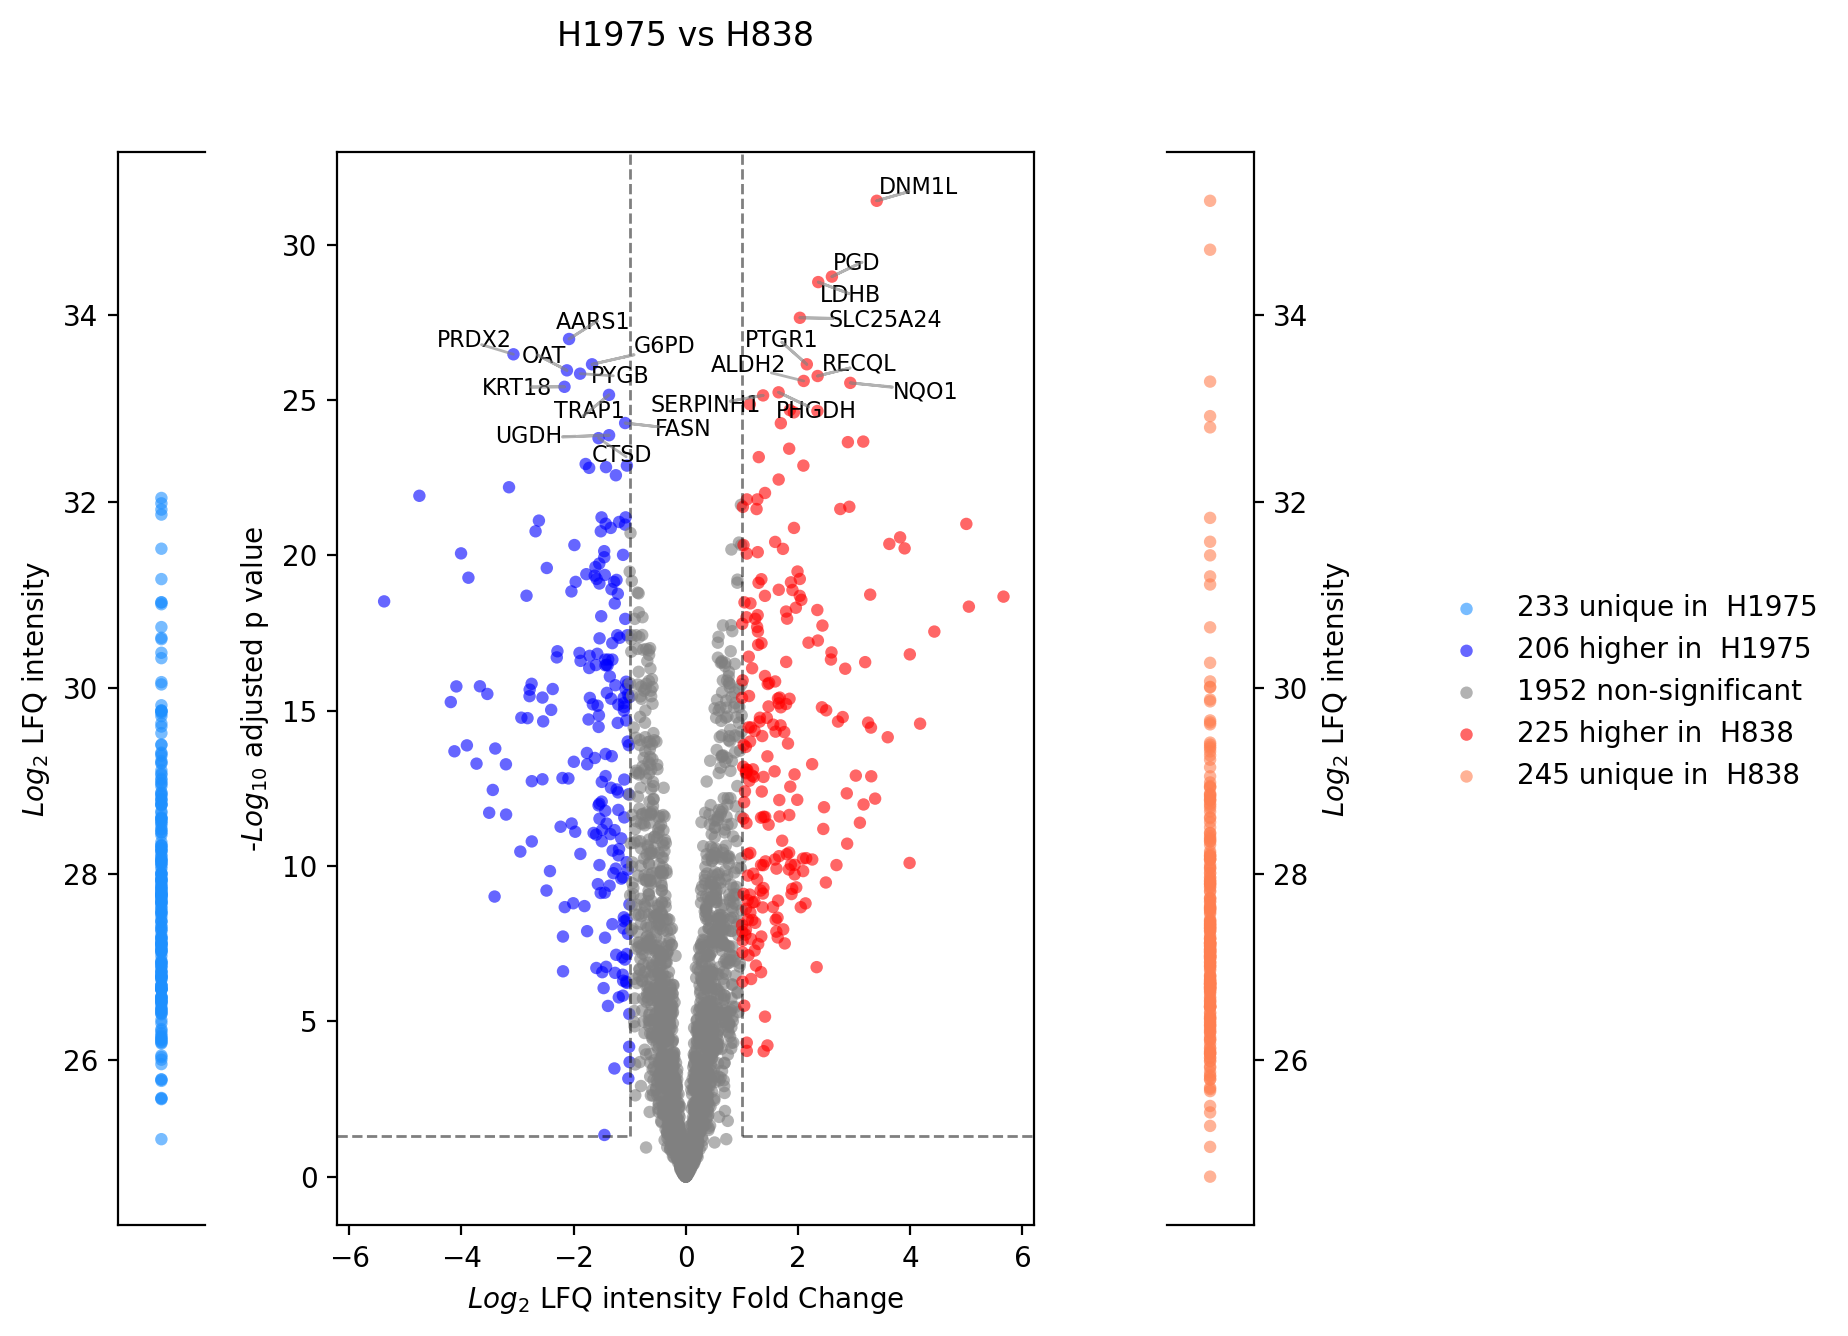 H1975 vs H838
Log2 LFQ intensity
34
32
30
28
26
-Log10 adjusted p value
30
25
20
15
10
5
0
DNM1L
PGD
LDHB
SLC25A24
AARS1
PRDX2
OAT
G6PD
PYGB
KRT18
TRAP1
UGDH
CTSD
FASN
PTGR1
ALDH2
RECQL
NQO1
SERPINH1
PHGDH
−6
−4
−2
0
2
4
6
Log2 LFQ intensity Fold Change
34
32
30
28
26
Log2 LFQ intensity
233 unique in  H1975
206 higher in  H1975
1952 non-significant
225 higher in  H838
245 unique in  H838